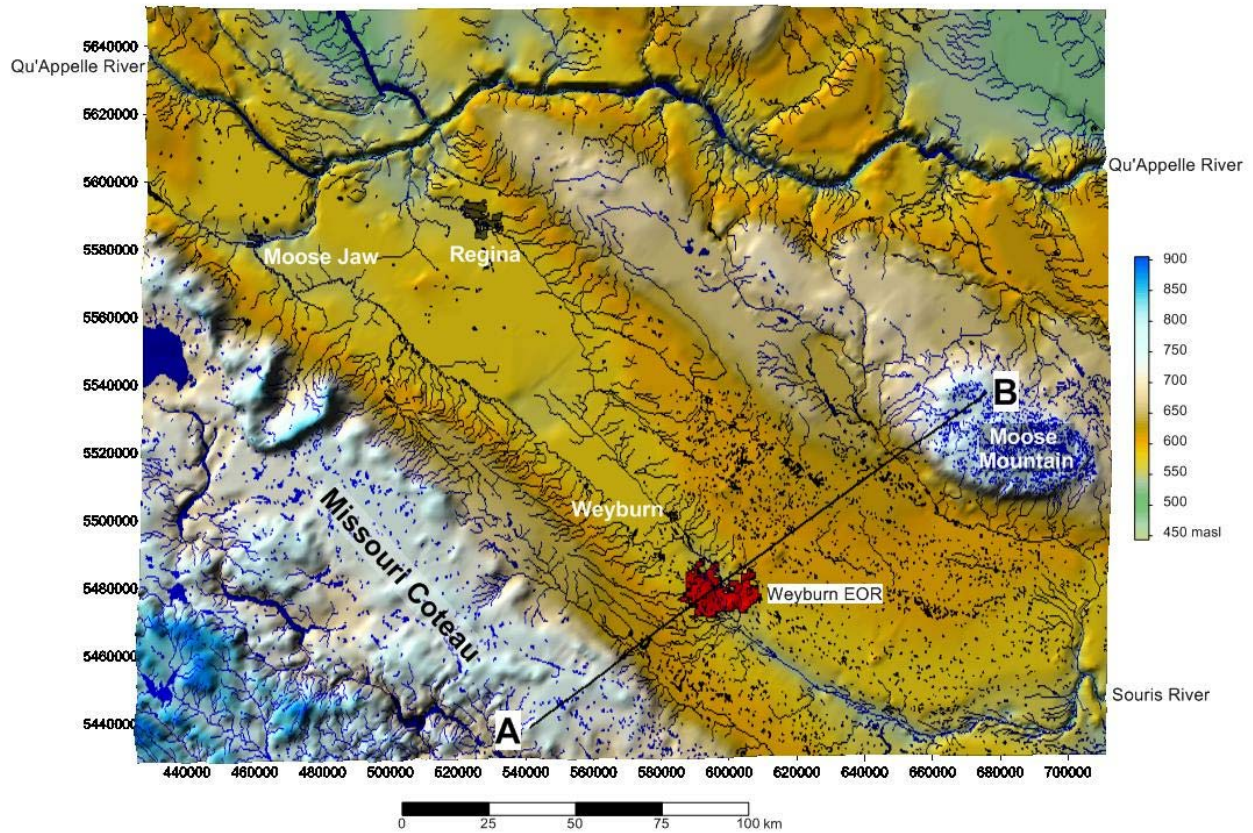 5640000
Qu'Appelle River
5620000
5600000
Qu'Appelle River
5580000
Moose Jaw
Regina
5560000
5540000
5520000
5500000
5480000
5460000
5440000
900
850
800
750
700
650
600
550
500
450 masl
B
Moose
Mountain
Weyburn
Missouri Coteau
Weyburn EOR
Souris River
A
440000 460000 480000 500000 520000 540000 560000 580000 600000 620000 640000 660000 680000 700000
0 25 50 75 100 km